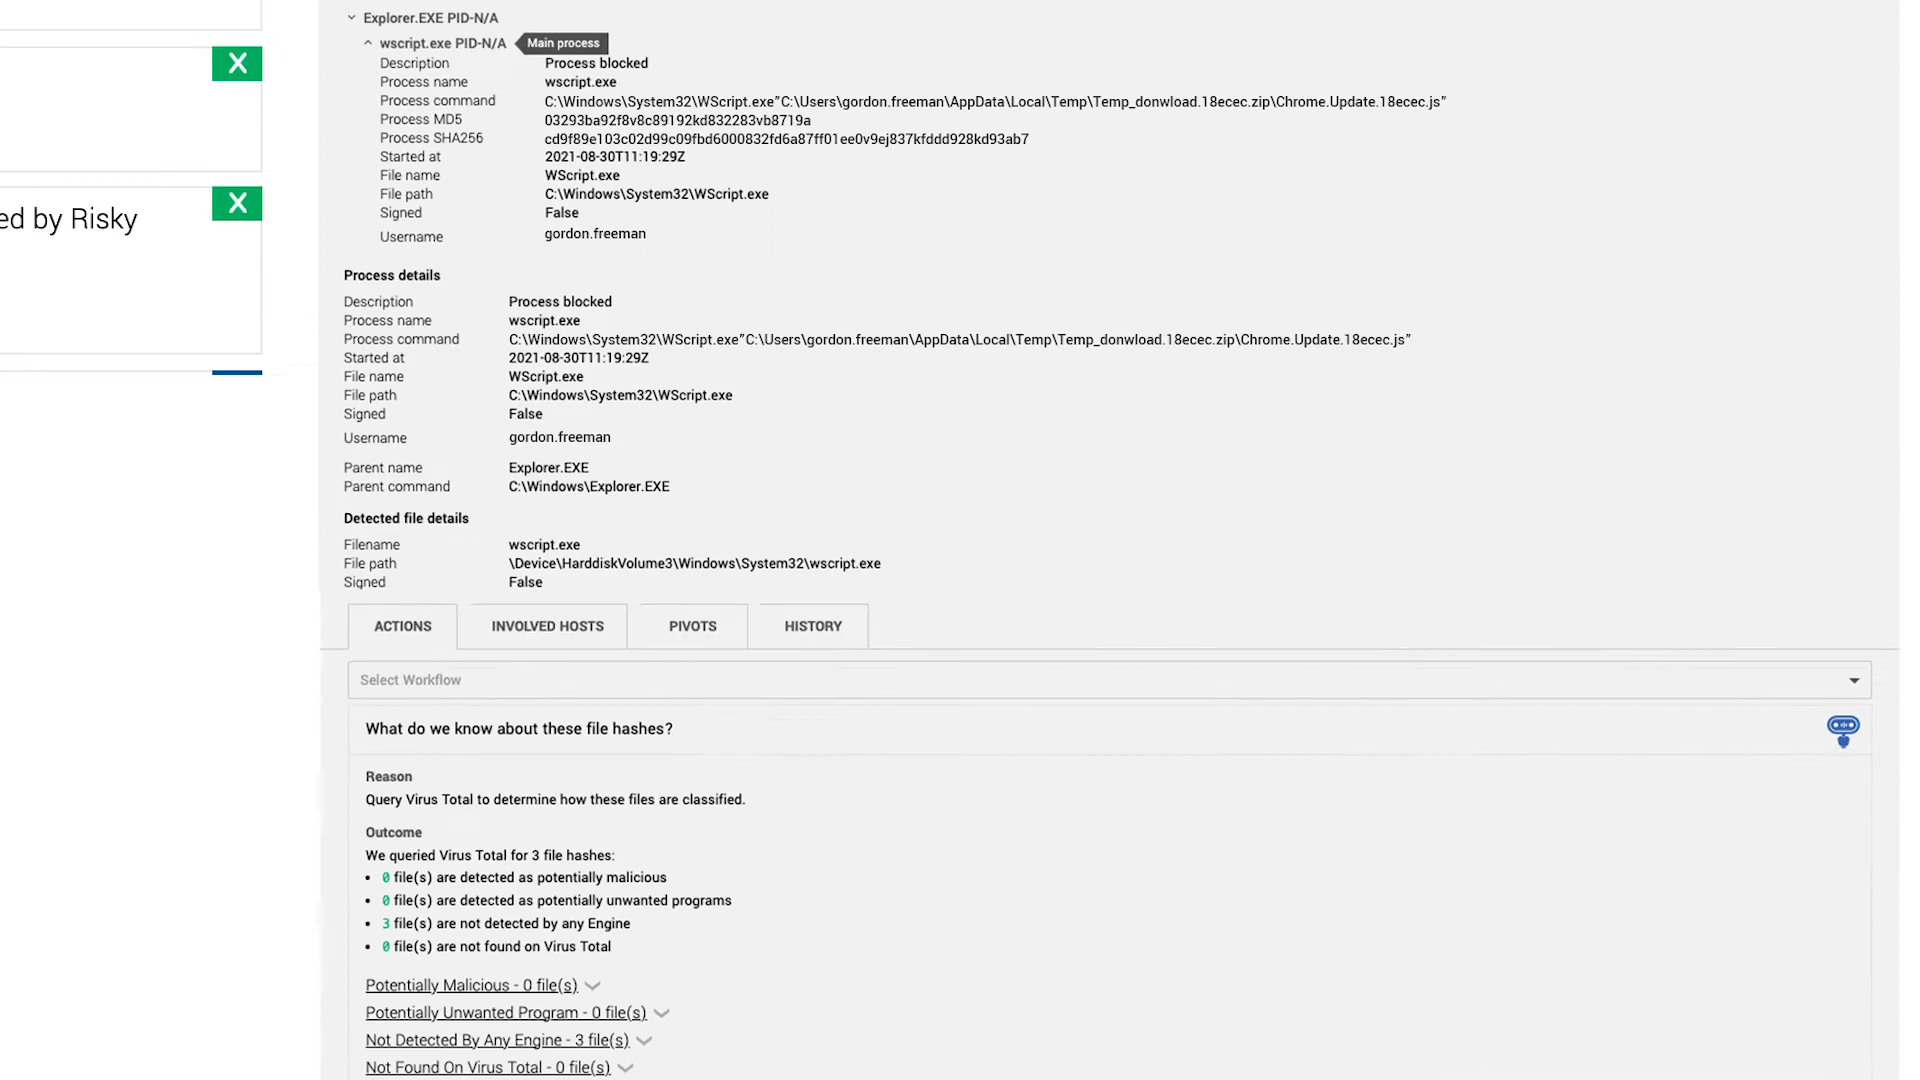 X
X
ed by Risky
Explorer.EXE PID-N/A
wscript.exe PID-N/A Main process
Description Process blocked
Process name wscript.exe
Process command C:\Windows\System32\WScript.exe”C:\Users\gordon.freeman\AppData\Local\Temp\Temp_donwload.18ecec.zip\Chrome.Update.18ecec.js”
Process MD5 03293ba92f8v8c89192kd832283vb8719a
Process SHA256 cd9f89e103c02d99c09fbd6000832fd6a87ff01ee0v9ej837kfddd928kd93ab7
Started at 2021-08-30T11:19:29Z
File name WScript.exe
File path C:\Windows\System32\WScript.exe
Signed False
Username gordon.freeman
Process details
Description Process blocked
Process name wscript.exe
Process command C:\Windows\System32\WScript.exe”C:\Users\gordon.freeman\AppData\Local\Temp\Temp_donwload.18ecec.zip\Chrome.Update.18ecec.js”
Started at 2021-08-30T11:19:29Z
File name WScript.exe
File path C:\Windows\System32\WScript.exe
Signed False
Username gordon.freeman
Parent name Explorer.EXE
Parent command C:\Windows\Explorer.EXE
Detected file details
Filename wscript.exe
File path \Device\HarddiskVolume3\Windows\System32\wscript.exe
Signed False
ACTIONS INVOLVED HOSTS PIVOTS HISTORY
Select Workflow
What do we know about these file hashes?
Reason
Query Virus Total to determine how these files are classified.
Outcome
We queried Virus Total for 3 file hashes:
• 0 file(s) are detected as potentially malicious
• 0 file(s) are detected as potentially unwanted programs
• 3 file(s) are not detected by any Engine
• 0 file(s) are not found on Virus Total
Potentially Malicious - 0 file(s)
Potentially Unwanted Program - 0 file(s)
Not Detected By Any Engine - 3 file(s)
Not Found On Virus Total - 0 file(s)